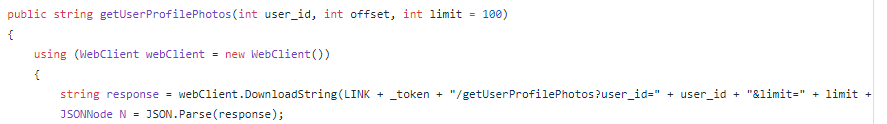 public string getUserProfilePhotos(int user_id, int offset, int limit = 100)
{
using (WebClient webClient = new WebClient())
{
string response = webClient.DownloadString(LINK + _token + "/getUserProfilePhotos?user_id=" + user_id + "&limit=" + limit +
JSONNode N = JSON.Parse(response);